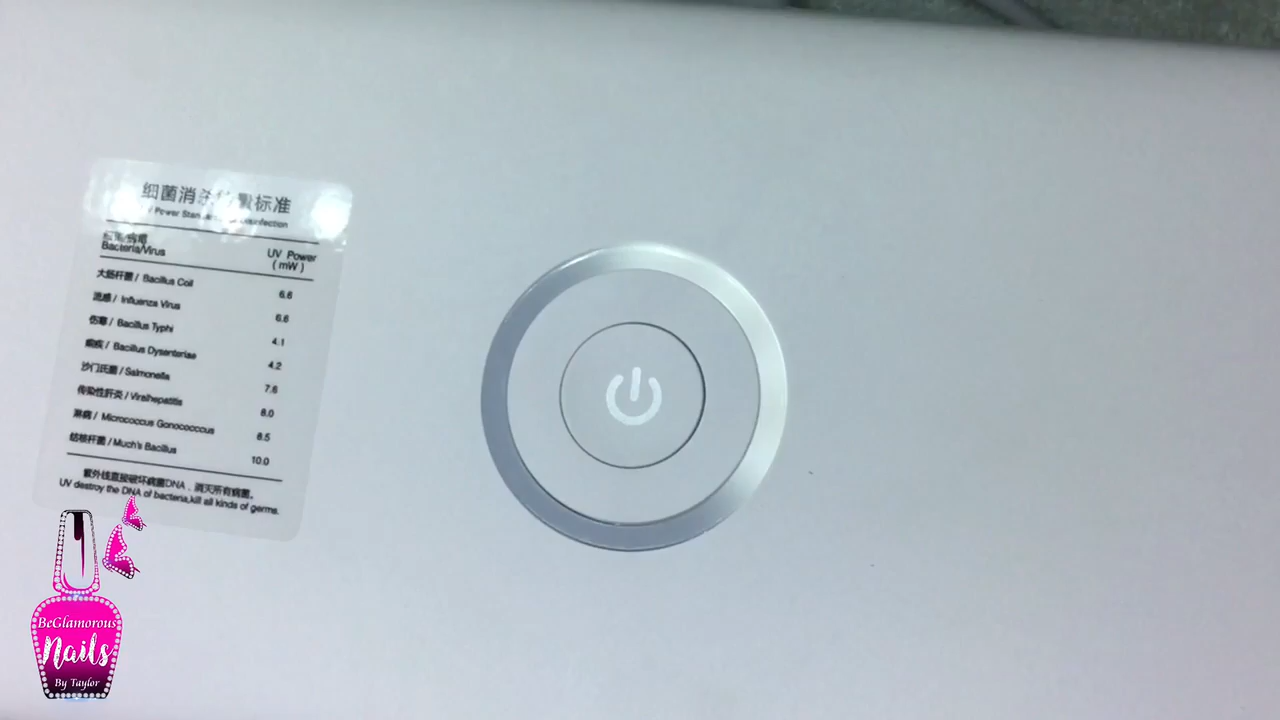 细菌消杀 标准
Power Disinfection
Bacteria/Virus
UV Power
(mW)
大肠杆菌 / Bacillus Coil 6.6
流感 / Influenza Virus 6.6
伤寒 / Bacillus Typhi 4.1
痢疾 / Bacillus Dysenteriae 4.2
沙门氏菌 / Salmonella 7.6
传染性肝炎 / Viralhepatitis 8.0
淋病 / Micrococcus Gonococccus 8.5
结核杆菌 / Much's Bacillus 10.0
紫外线直接破坏病菌DNA，消灭所有病菌。
UV destroy the DNA of bacteria,kill all kinds of germs.
BeGlamorous
Nails
By Taylor